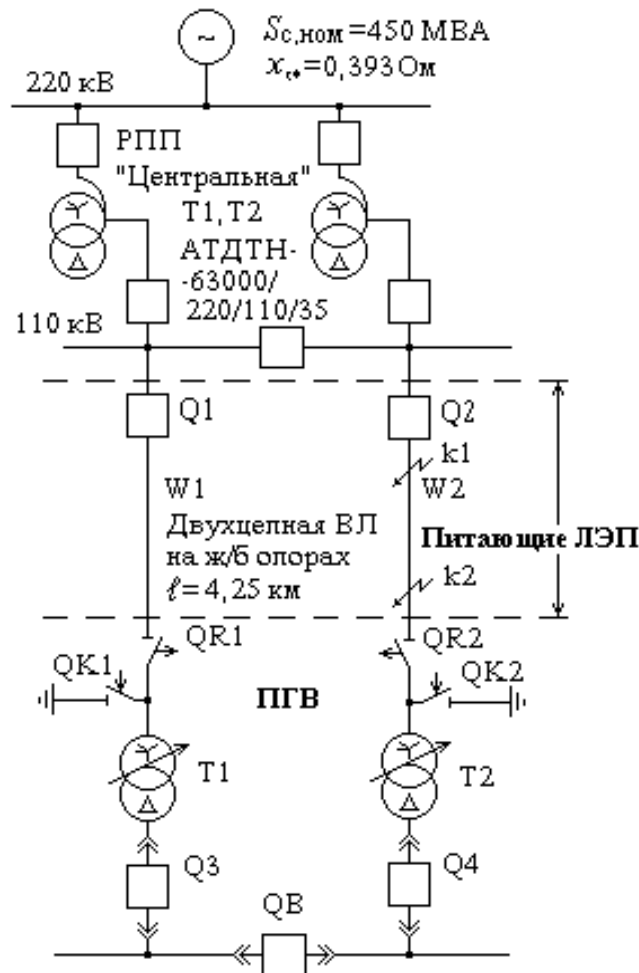 ~
S с,ном =450 МВА
x с* =0,393 Ом
220 кВ
РПП
"Центральная"
Т1, Т2
АТДТН-
-63000/
220/110/35
110 кВ
Q1
Q2
k1
W1
W2
Двухцепная ВЛ
на ж/б опорах
ℓ= 4,25 км
Питающие ЛЭП
k2
QR1
QR2
QK1
QK2
ПГВ
T1
T2
Q3
Q4
QB